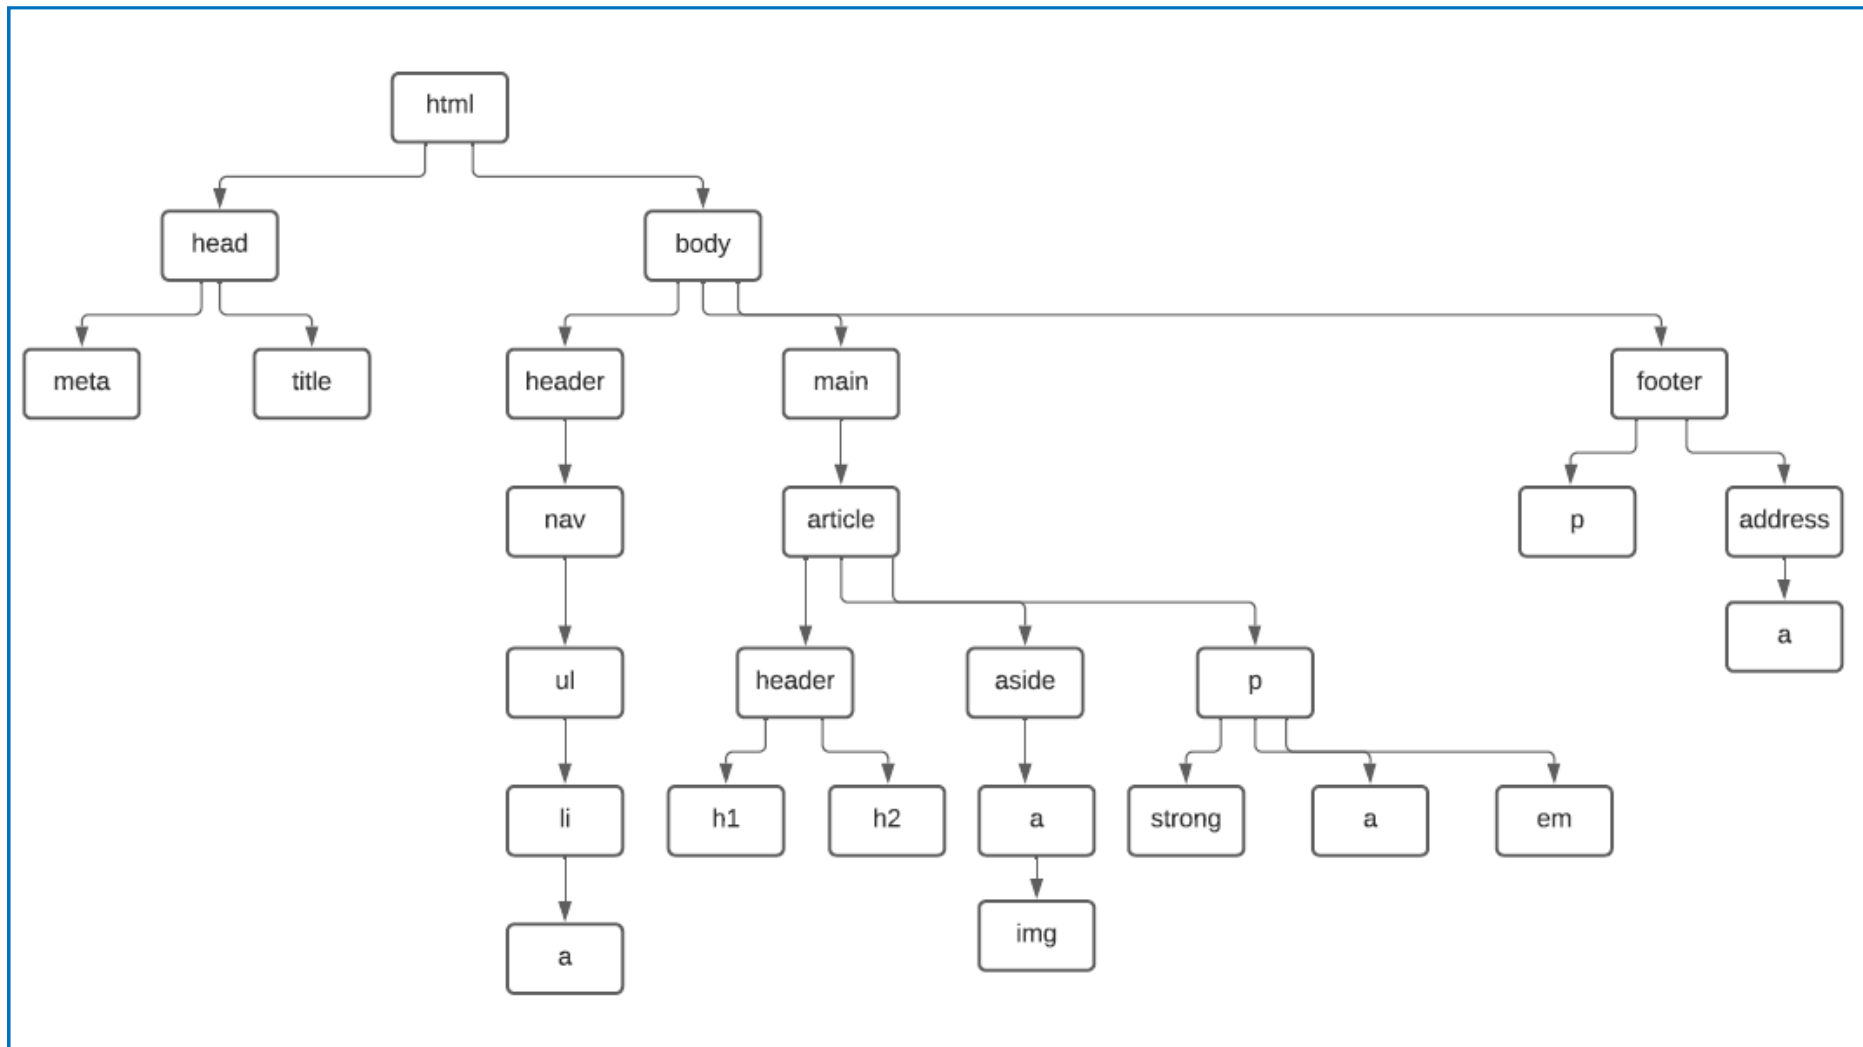 html
head
body
meta
title
header
main
footer
nav
article
p
address
a
ul
header
aside
p
li
h1
h2
a
strong
a
em
img
a